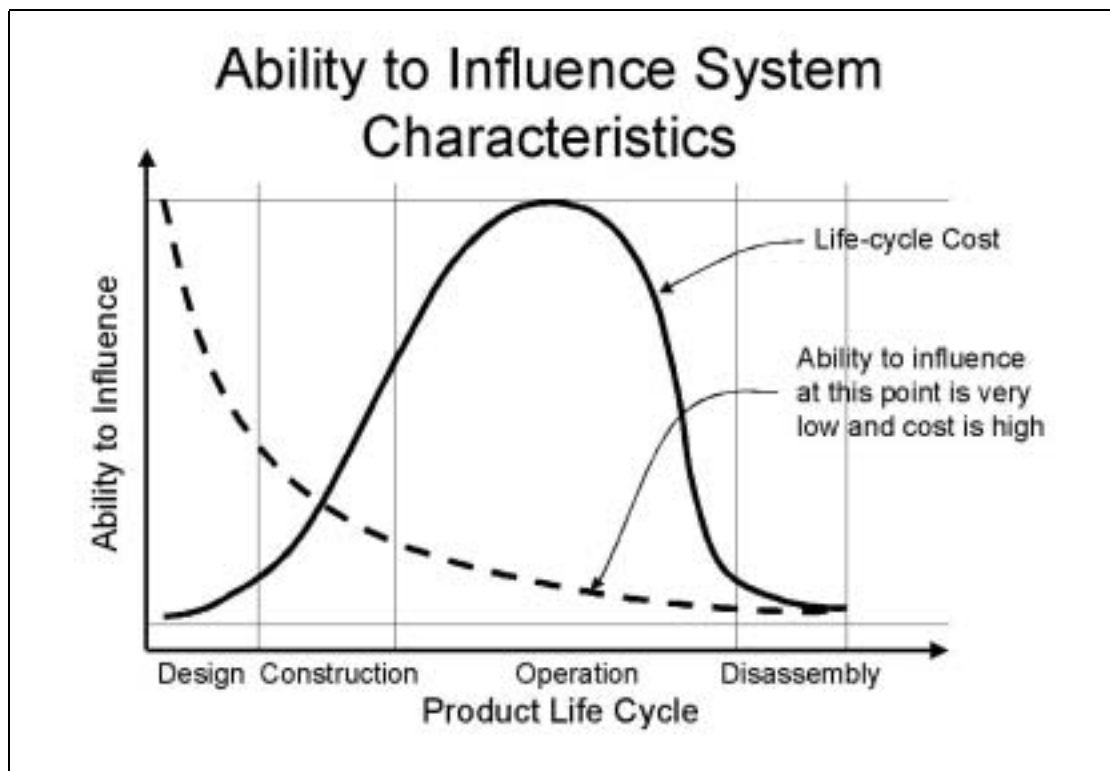 Ability to Influence System
Characteristics
Life-cycle Cost
Ability to influence
at this point is very
low and cost is high
Ability to Influence
Design Construction Operation Disassembly
Product Life Cycle